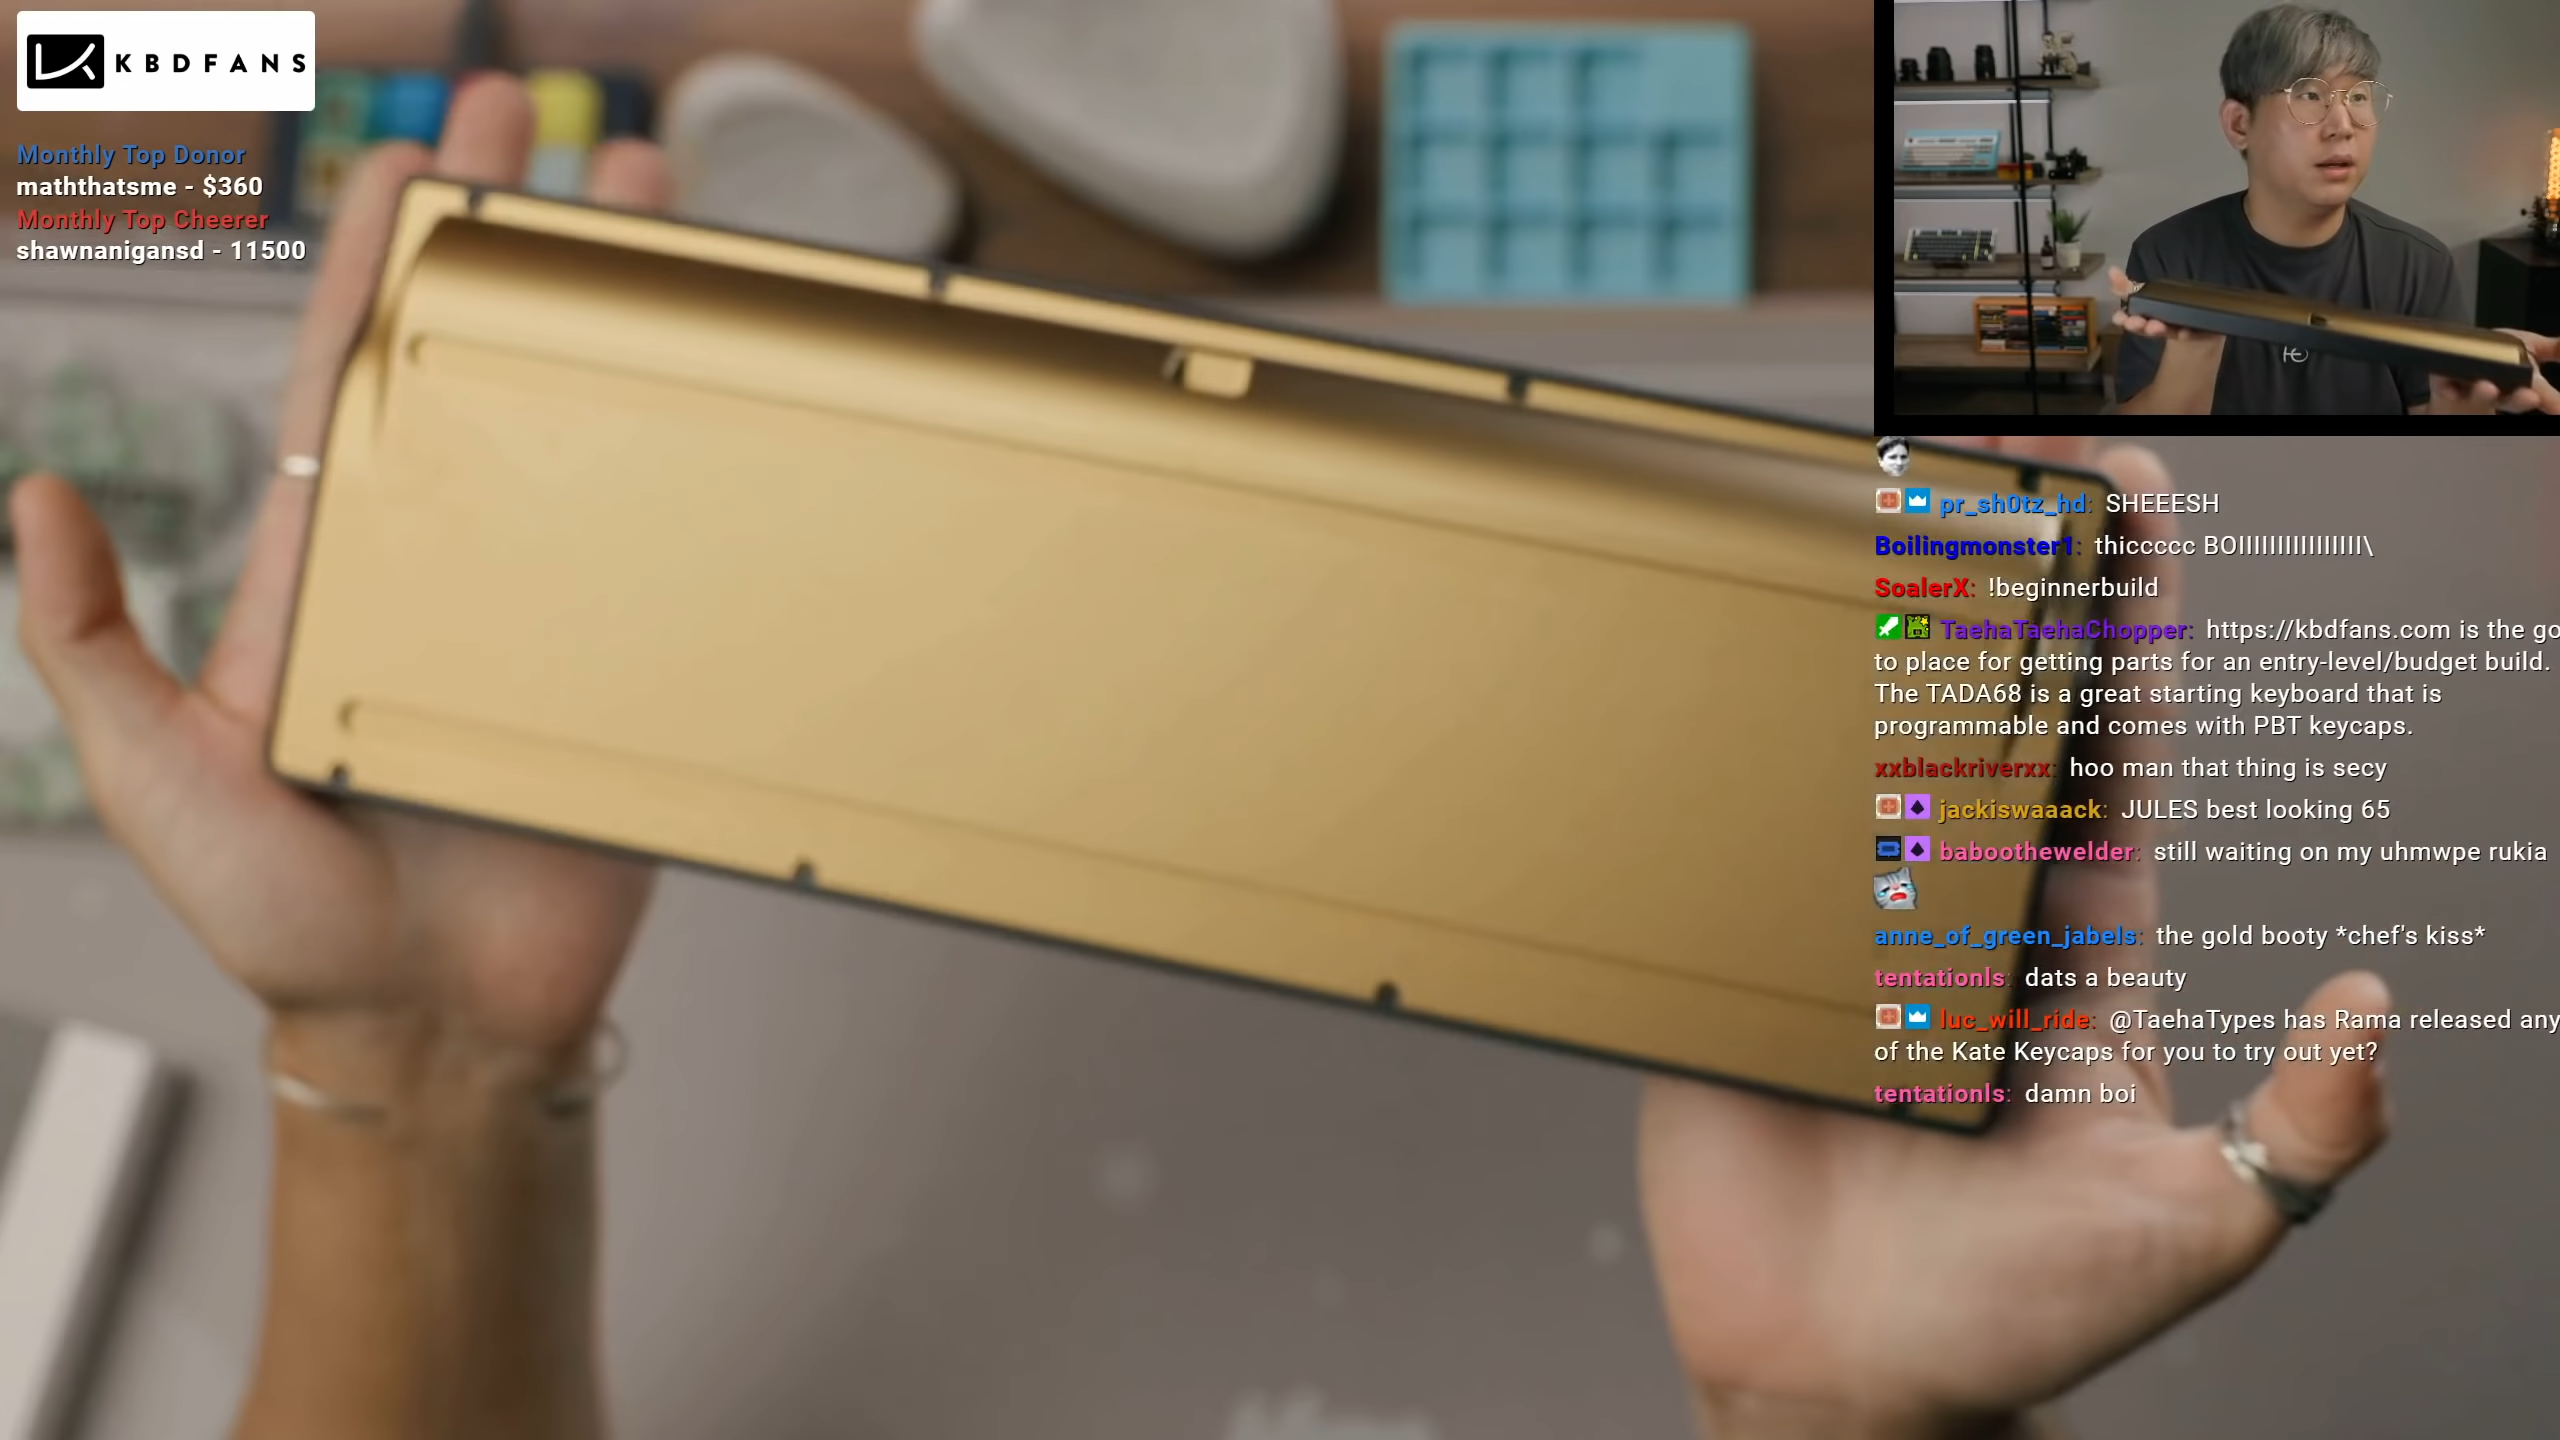 KBDFANS
Monthly Top Donor
maththatsme - $360
Monthly Top Cheerer
shawnanigansd - 11500
pr_sh0tz_hd: SHEEESH
Boilingmonster1: thiccccc BOIIIIIIIIIIIIIIIII\
SoalerX: !beginnerbuild
TaehaTaehaChopper: https://kbdfans.com is the go
to place for getting parts for an entry-level/budget build.
The TADA68 is a great starting keyboard that is
programmable and comes with PBT keycaps.
xxblackriverxx: hoo man that thing is secy
jackiswaaack: JULES best looking 65
baboothewelder: still waiting on my uhmwpe rukia
anne_of_green_jabels: the gold booty *chef's kiss*
tentationls: dats a beauty
luc_will_ride: @TaehaTypes has Rama released any
of the Kate Keycaps for you to try out yet?
tentationls: damn boi